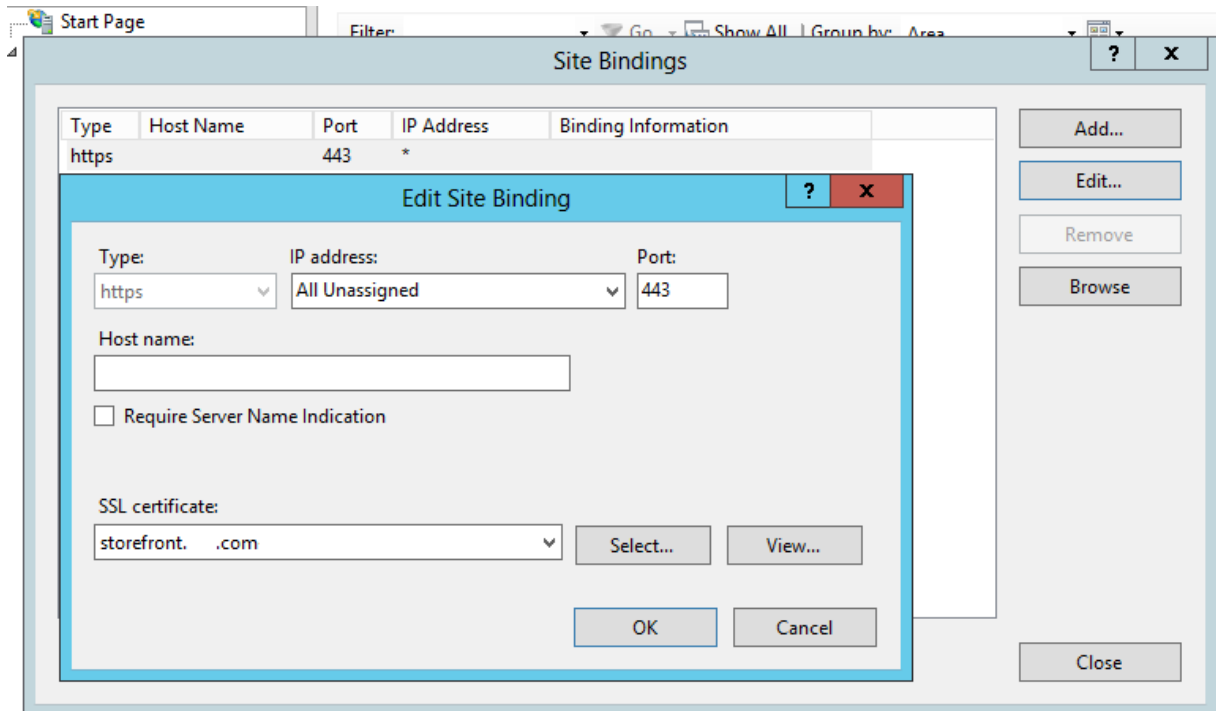 Start Page
Filter: Go Show All Group by: Area
Site Bindings
? x
Type Host Name Port IP Address Binding Information
https 443 *
Add...
Edit...
Remove
Browse
Edit Site Binding
? x
Type: IP address: Port:
https All Unassigned 443
Host name:
Require Server Name Indication
SSL certificate:
storefront. .com Select... View...
OK Cancel
Close